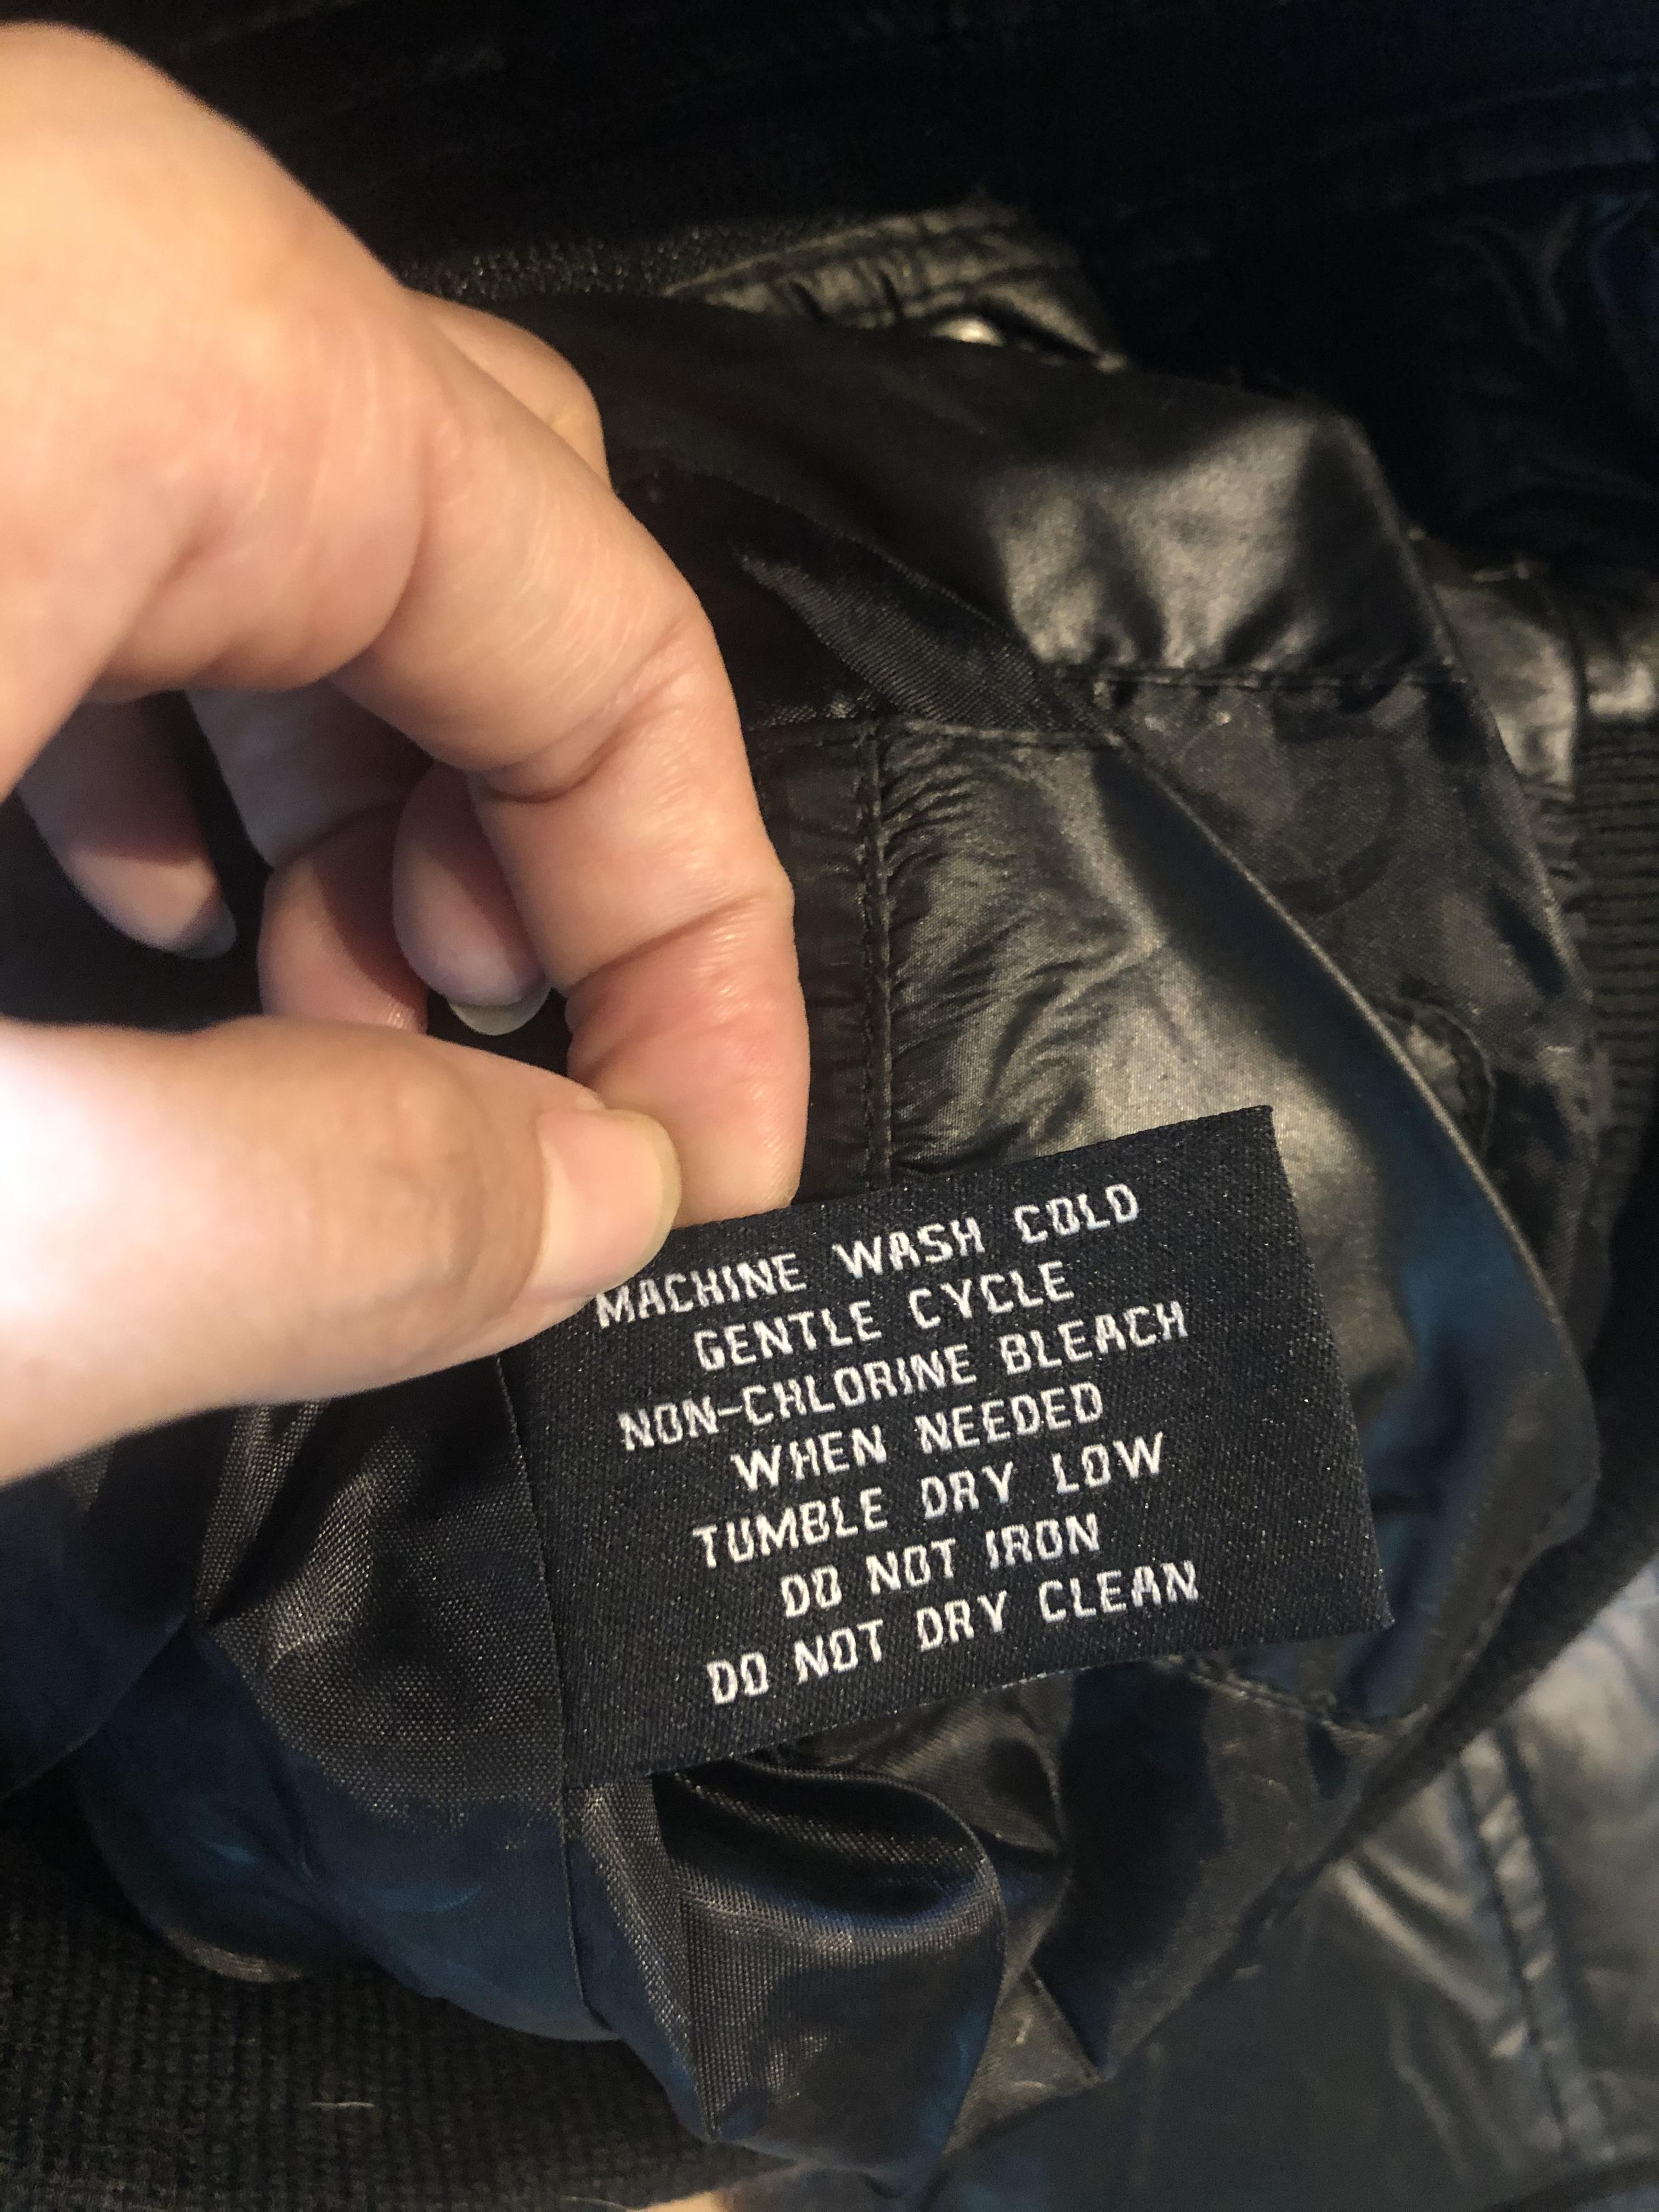 MACHINE WASH COLD
GENTLE CYCLE
NON-CHLORINE BLEACH
WHEN NEEDED
TUMBLE DRY LOW
DO NOT IRON
DO NOT DRY CLEAN